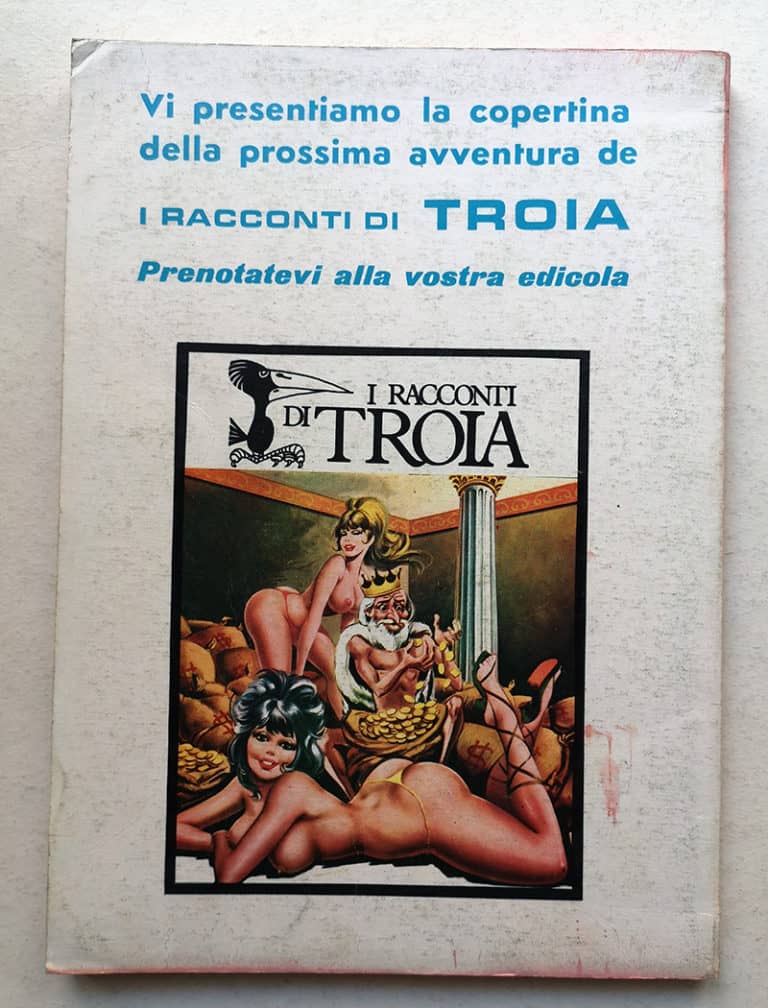 Vi presentiamo la copertina
della prossima avventura de
I RACCONTI DI TROIA
Prenotatevi alla vostra edicola
I RACCONTI
DI TROIA